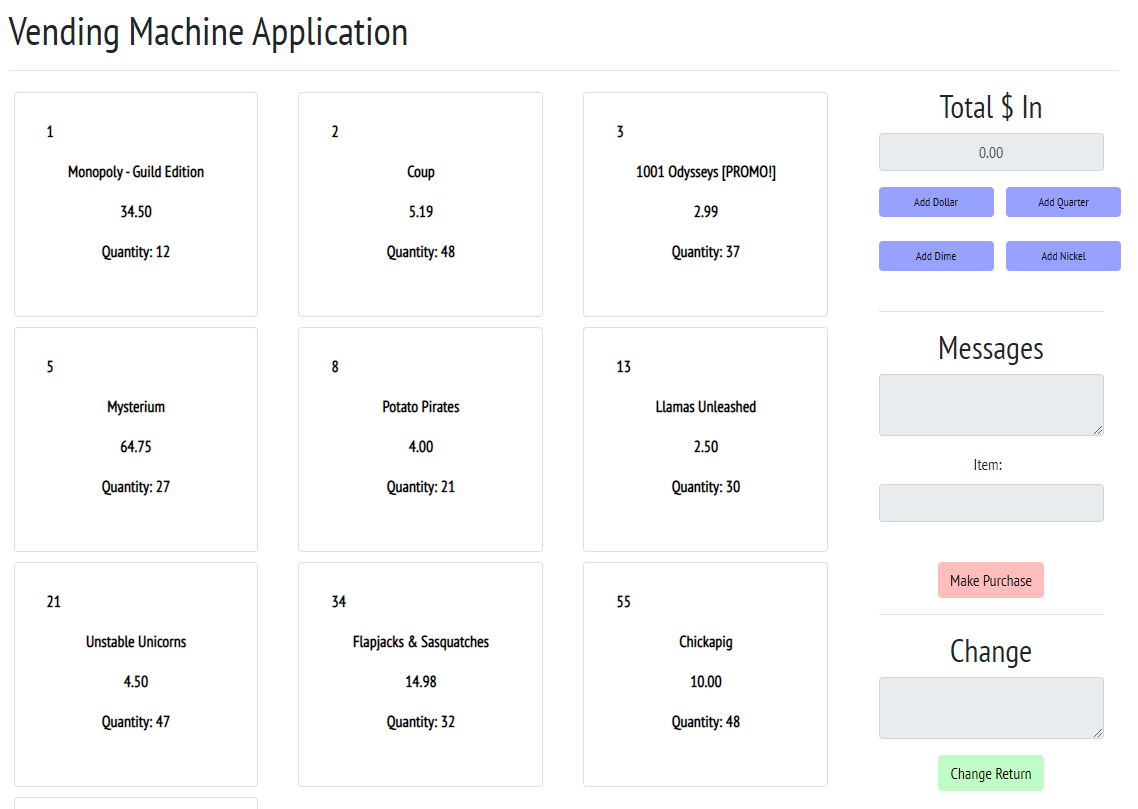 Vending Machine Application
1
Monopoly - Guild Edition
34.50
Quantity: 12
2
Coup
5.19
Quantity: 48
3
1001 Odysseys [PROMO!]
2.99
Quantity: 37
5
Mysterium
64.75
Quantity: 27
8
Potato Pirates
4.00
Quantity: 21
13
Llamas Unleashed
2.50
Quantity: 30
21
Unstable Unicorns
4.50
Quantity: 47
34
Flapjacks & Sasquatches
14.98
Quantity: 32
55
Chickapig
10.00
Quantity: 48
Total $ In
0.00
Add Dollar
Add Quarter
Add Dime
Add Nickel
Messages
Item:
Make Purchase
Change
Change Return